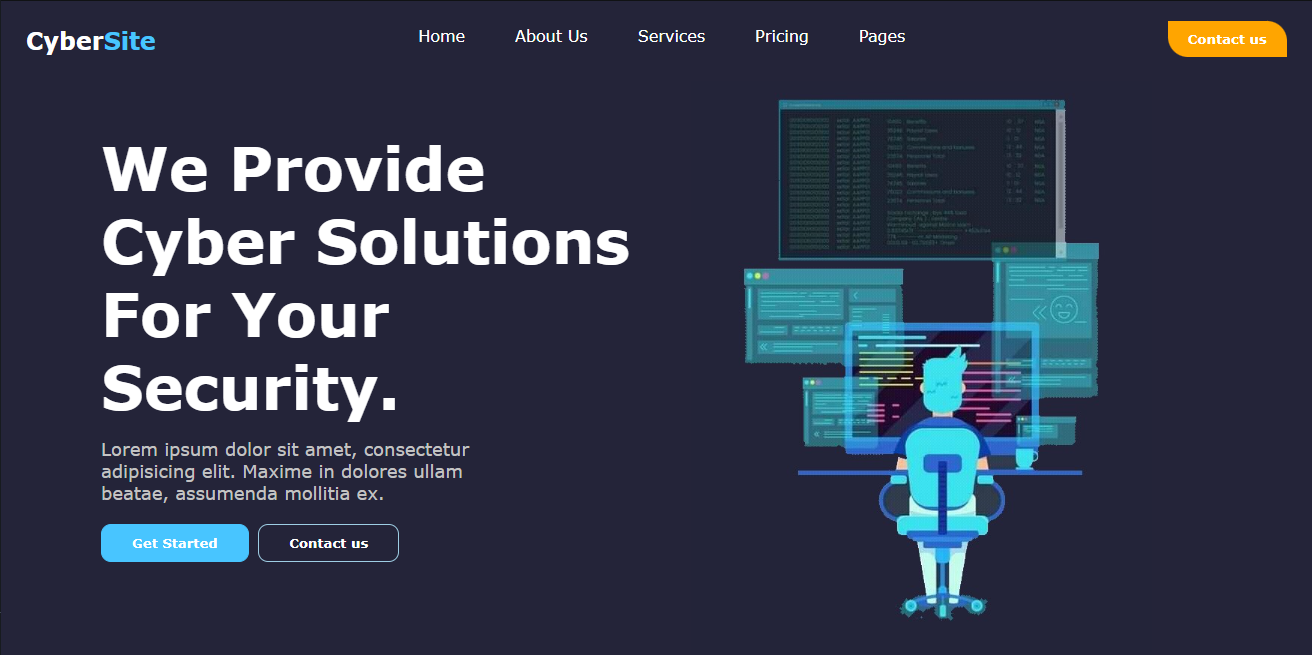 CyberSite
Home
About Us
Services
Pricing
Pages
Contact us
We Provide
Cyber Solutions
For Your
Security.
Lorem ipsum dolor sit amet, consectetur
adipisicing elit. Maxime in dolores ullam
beatae, assumenda mollitia ex.
Get Started
Contact us